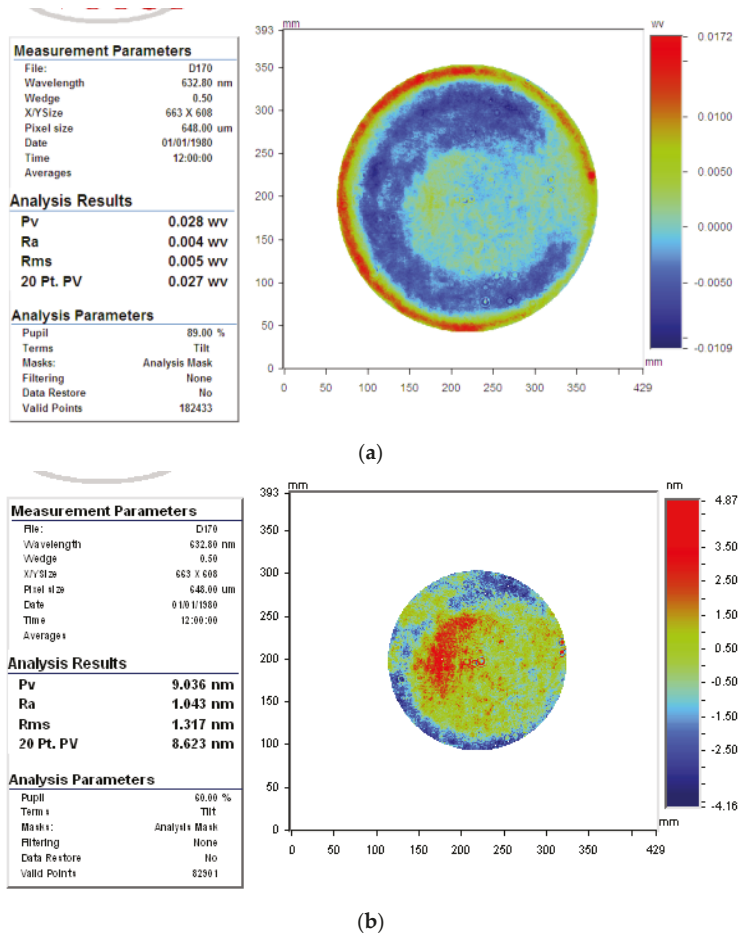 mm
wv
393
0.0172
Measurement Parameters
File: D170
Wavelength 632.80 nm
Wedge 0.50
X/YSize 663 X 608
Pixel size 648.00 um
Date 01/01/1980
Time 12:00:00
Averages
350
300
250
200
150
100
50
0
0.0100
0.0050
0.0000
-0.0050
-0.0109
Analysis Results
Pv 0.028 wv
Ra 0.004 wv
Rms 0.005 wv
20 Pt. PV 0.027 wv
Analysis Parameters
Pupil 89.00 %
Terms Tilt
Masks: Analysis Mask
Filtering None
Data Restore No
Valid Points 182433
mm
0 50 100 150 200 250 300 350 429
(a)
mm
nm
393
4.87
Measurement Parameters
File: D170
Wavelength 632.80 nm
Wedge 0.50
X/YSize 663 X 608
Pixel size 648.00 um
Date 01/01/1980
Time 12:00:00
Averages
350
300
250
200
150
100
50
0
3.50
2.50
1.50
0.50
-0.50
-1.50
-2.50
-4.16
Analysis Results
Pv 9.036 nm
Ra 1.043 nm
Rms 1.317 nm
20 Pt. PV 8.623 nm
Analysis Parameters
Pupil 60.00 %
Terms Tilt
Masks: Analysis Mask
Filtering None
Data Restore No
Valid Points 82901
mm
0 50 100 150 200 250 300 350 429
(b)